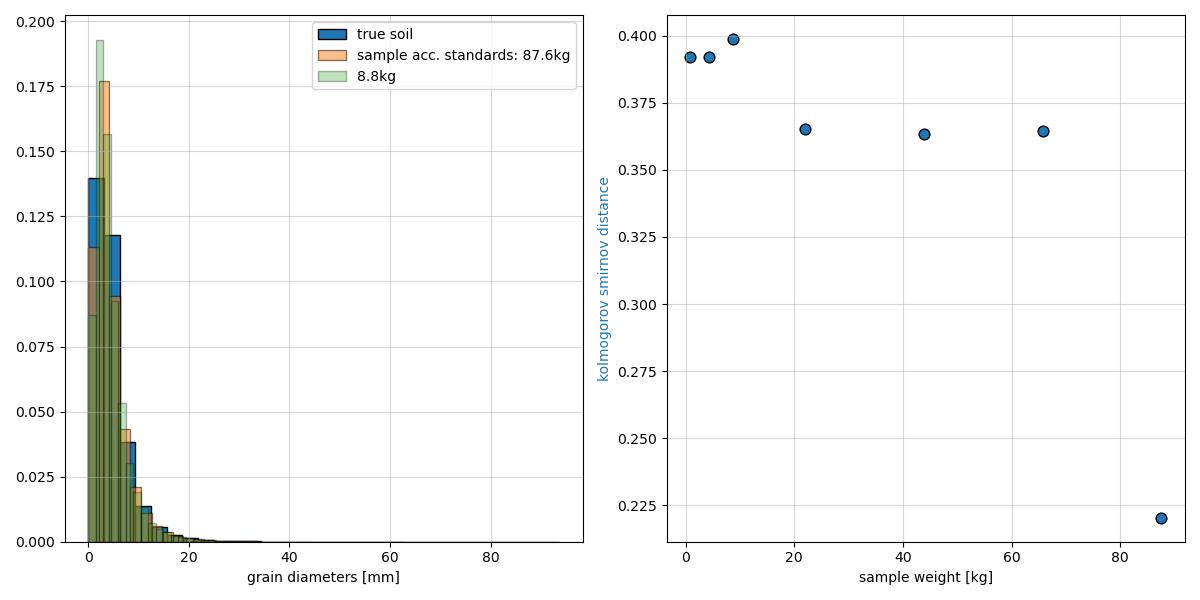 0.200
0.175
0.150
0.125
0.100
0.075
0.050
0.025
0.000
0 20 40 60 80
grain diameters [mm]
true soil
sample acc. standards: 87.6kg
8.8kg
kolmogorov smirnov distance
0.400
0.375
0.350
0.325
0.300
0.275
0.250
0.225
0 20 40 60 80
sample weight [kg]